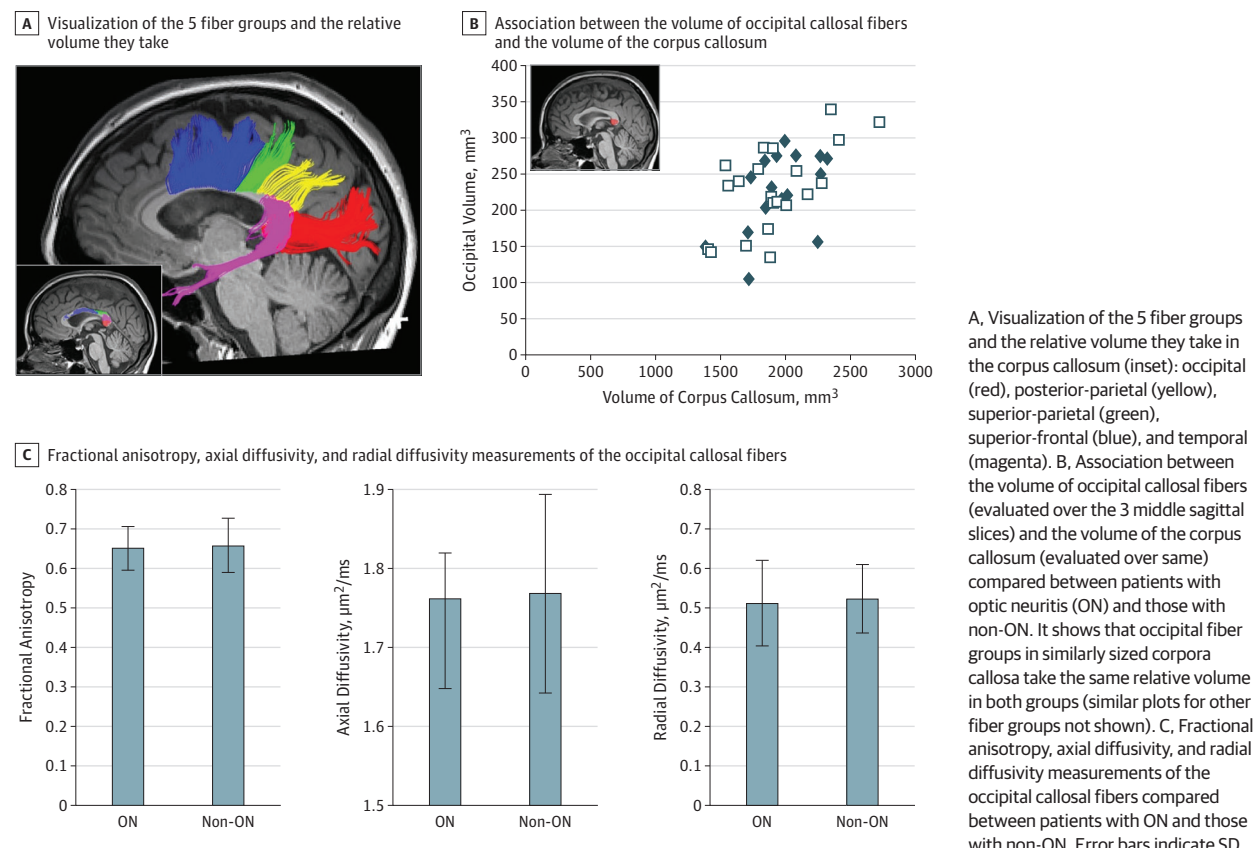 A Visualization of the 5 fiber groups and the relative
volume they take
B Association between the volume of occipital callosal fibers
and the volume of the corpus callosum
400
350
300
250
200
150
100
50
0
Occipital Volume, mm³
0 500 1000 1500 2000 2500 3000
Volume of Corpus Callosum, mm³
C Fractional anisotropy, axial diffusivity, and radial diffusivity measurements of the occipital callosal fibers
0.8
0.7
0.6
0.5
0.4
0.3
0.2
0.1
0
Fractional Anisotropy
ON Non-ON
1.9
1.8
1.7
1.6
1.5
Axial Diffusivity, μm²/ms
ON Non-ON
0.8
0.7
0.6
0.5
0.4
0.3
0.2
0.1
0
Radial Diffusivity, μm²/ms
ON Non-ON
A, Visualization of the 5 fiber groups
and the relative volume they take in
the corpus callosum (inset): occipital
(red), posterior-parietal (yellow),
superior-parietal (green),
superior-frontal (blue), and temporal
(magenta). B, Association between
the volume of occipital callosal fibers
(evaluated over the 3 middle sagittal
slices) and the volume of the corpus
callosum (evaluated over same)
compared between patients with
optic neuritis (ON) and those with
non-ON. It shows that occipital fiber
groups in similarly sized corpora
callosa take the same relative volume
in both groups (similar plots for other
fiber groups not shown). C, Fractional
anisotropy, axial diffusivity, and radial
diffusivity measurements of the
occipital callosal fibers compared
between patients with ON and those
with non-ON. Error bars indicate SD.